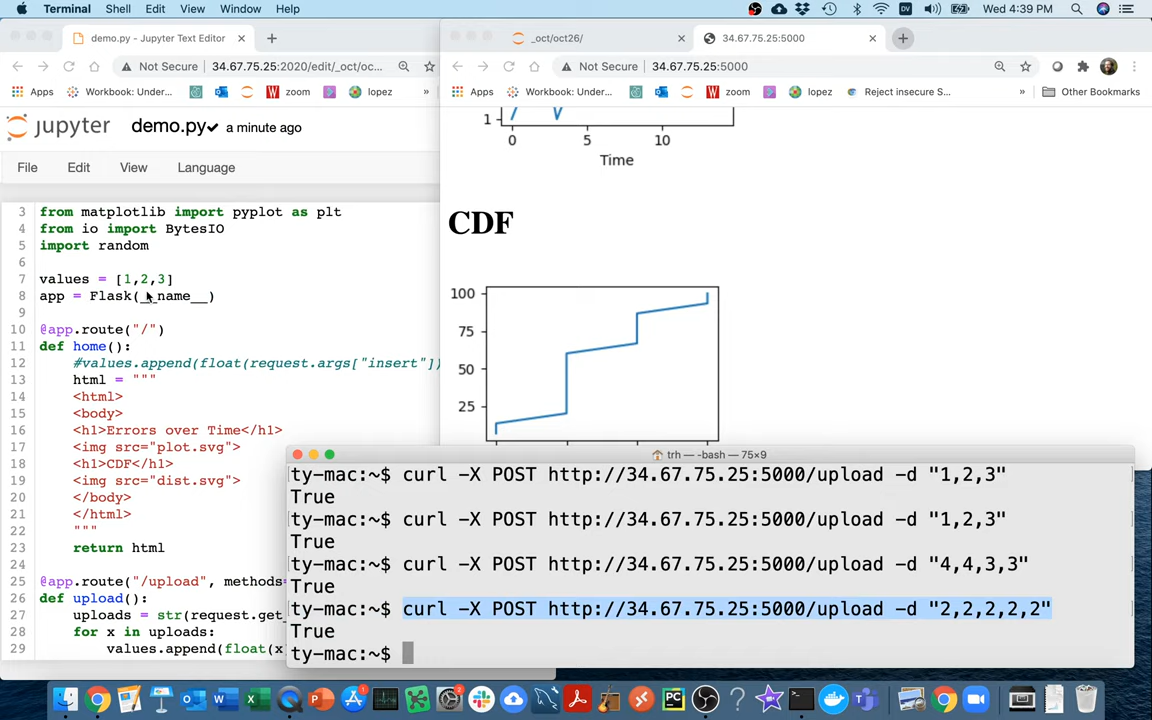 Terminal Shell Edit View Window Help Wed 4:39 PM
demo.py - Jupyter Text Editor
_oct/oct26/
34.67.75.25:5000
Not Secure 34.67.75.25:2020/edit/_oct/oc...
Not Secure 34.67.75.25:5000
Apps Workbook: Under... zoom lopez »
Apps Workbook: Under... zoom lopez Reject insecure S... » Other Bookmarks
jupyter demo.py a minute ago
File Edit View Language
3 from matplotlib import pyplot as plt
4 from io import BytesIO
5 import random
6
7 values = [1,2,3]
8 app = Flask(__name__)
9
10 @app.route("/")
11 def home():
12 #values.append(float(request.args["insert"])
13 html = """
14 <html>
15 <body>
16 <h1>Errors over Time</h1>
17 <img src="plot.svg">
18 <h1>CDF</h1>
19 <img src="dist.svg">
20 </body>
21 </html>
22 """
23 return html
24
25 @app.route("/upload", methods=
26 def upload():
27 uploads = str(request.get_
28 for x in uploads:
29 values.append(float(x
1
0 5 10
Time
CDF
100
75
50
25
trh — -bash — 75×9
ty-mac:~$ curl -X POST http://34.67.75.25:5000/upload -d "1,2,3"
True
ty-mac:~$ curl -X POST http://34.67.75.25:5000/upload -d "1,2,3"
True
ty-mac:~$ curl -X POST http://34.67.75.25:5000/upload -d "4,4,3,3"
True
ty-mac:~$ curl -X POST http://34.67.75.25:5000/upload -d "2,2,2,2,2"
True
ty-mac:~$